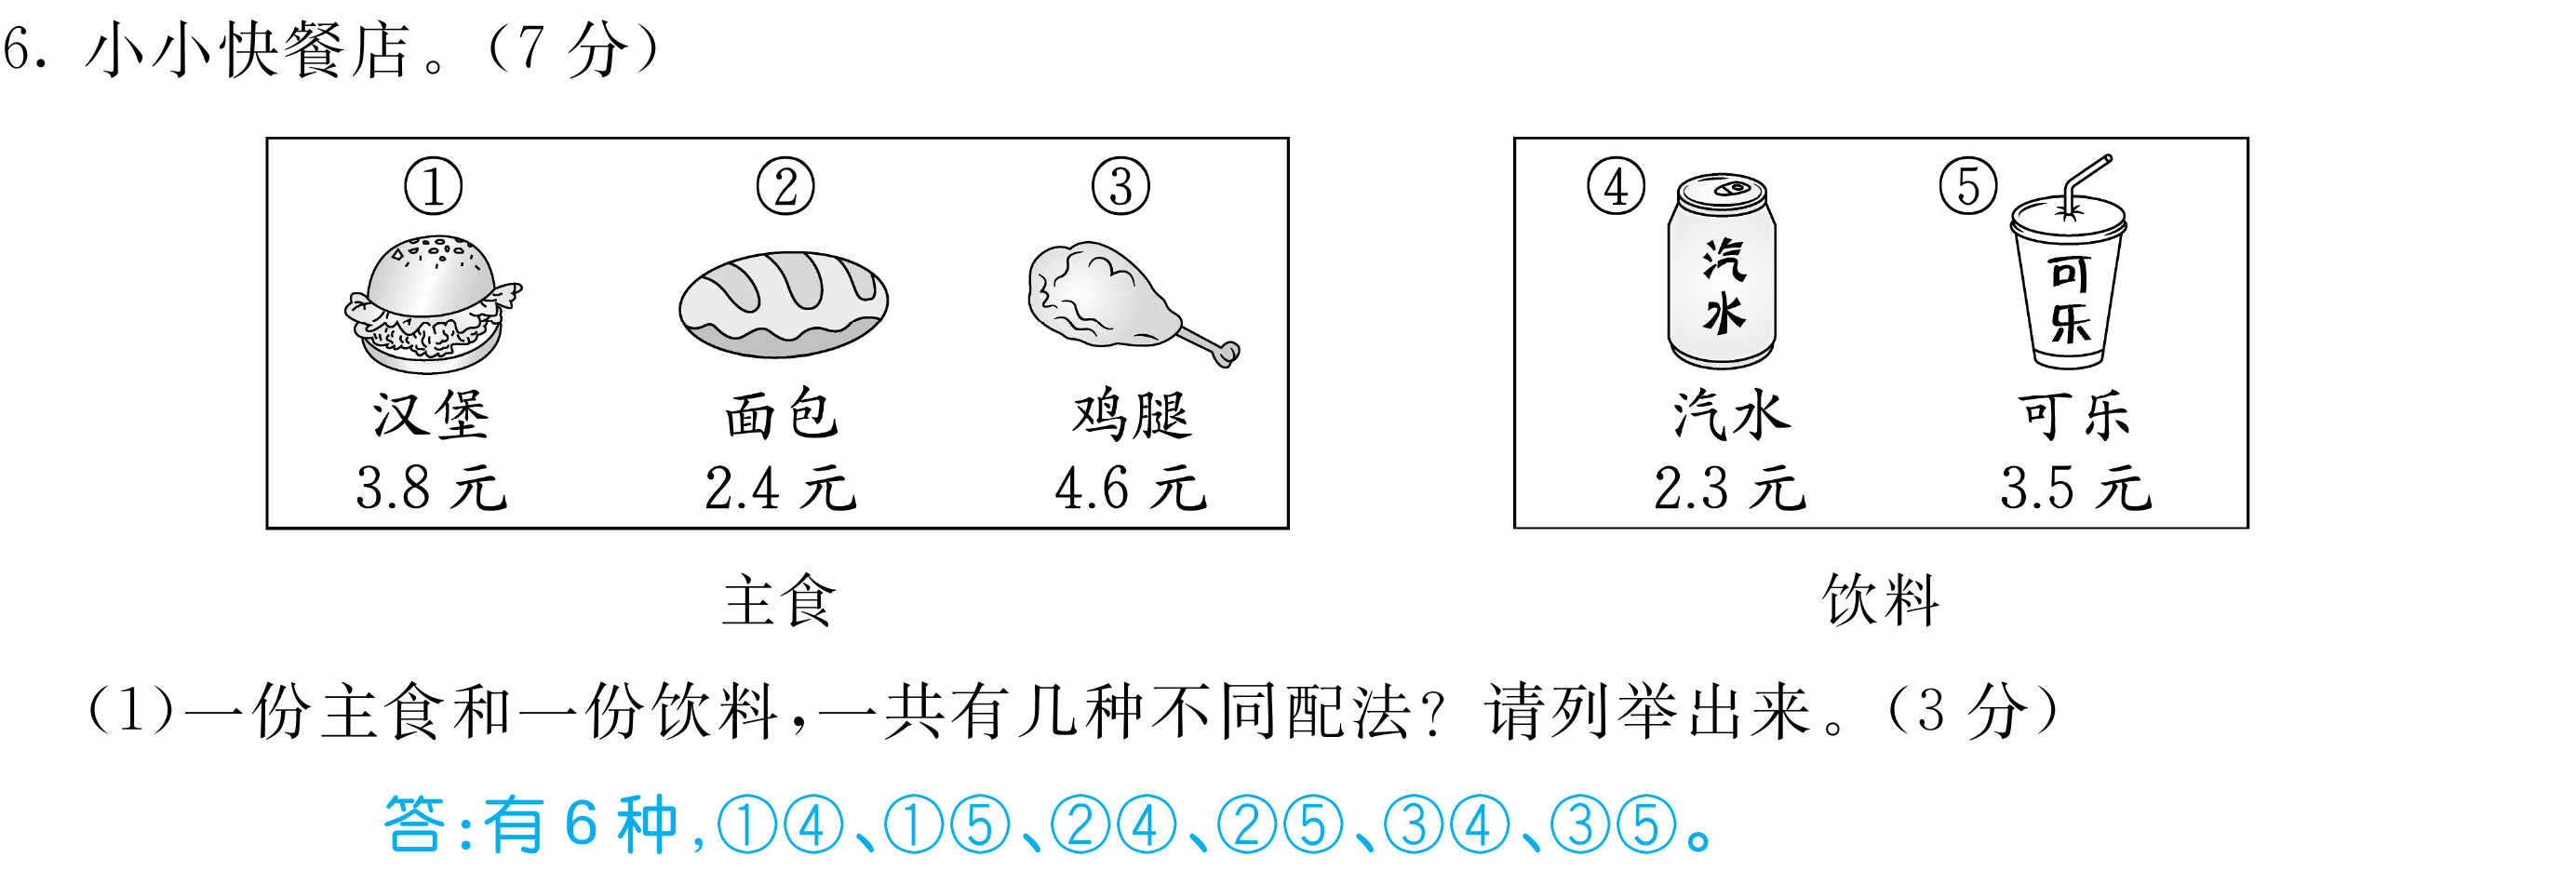 6. 小小快餐店。（7 分）
① ② ③ ④ ⑤
汽水 可乐
汉堡 面包 鸡腿 汽水 可乐
3.8 元 2.4 元 4.6 元 2.3 元 3.5 元
主食 饮料
（1）一份主食和一份饮料，一共有几种不同配法？请列举出来。（3 分）
答：有 6 种，①④、①⑤、②④、②⑤、③④、③⑤。